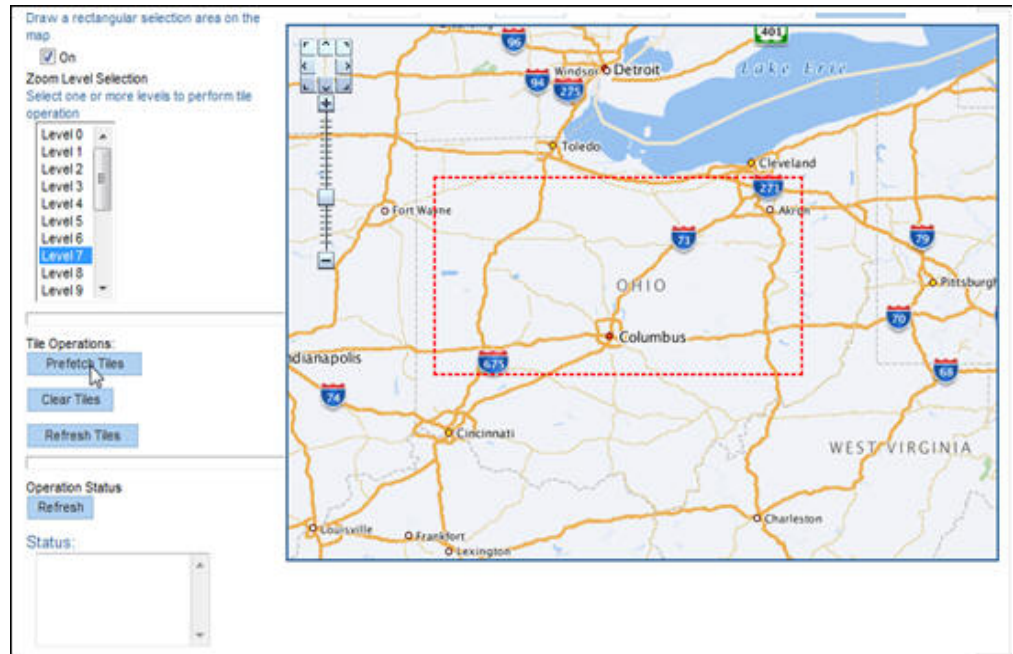 Draw a rectangular selection area on the
map
On
Zoom Level Selection
Select one or more levels to perform tile
operation
Level 0
Level 1
Level 2
Level 3
Level 4
Level 5
Level 6
Level 7
Level 8
Level 9
Tile Operations:
Prefetch Tiles
Clear Tiles
Refresh Tiles
Operation Status
Refresh
Status:
401
96
Windsor
Detroit
Lake Erie
94
275
Toledo
Cleveland
271
Fort Wayne
Akron
71
79
OHIO
Pittsburgh
70
Columbus
ndianapolis
675
68
74
Cincinnati
WEST VIRGINIA
Charleston
Louisville
Frankfort
Lexington